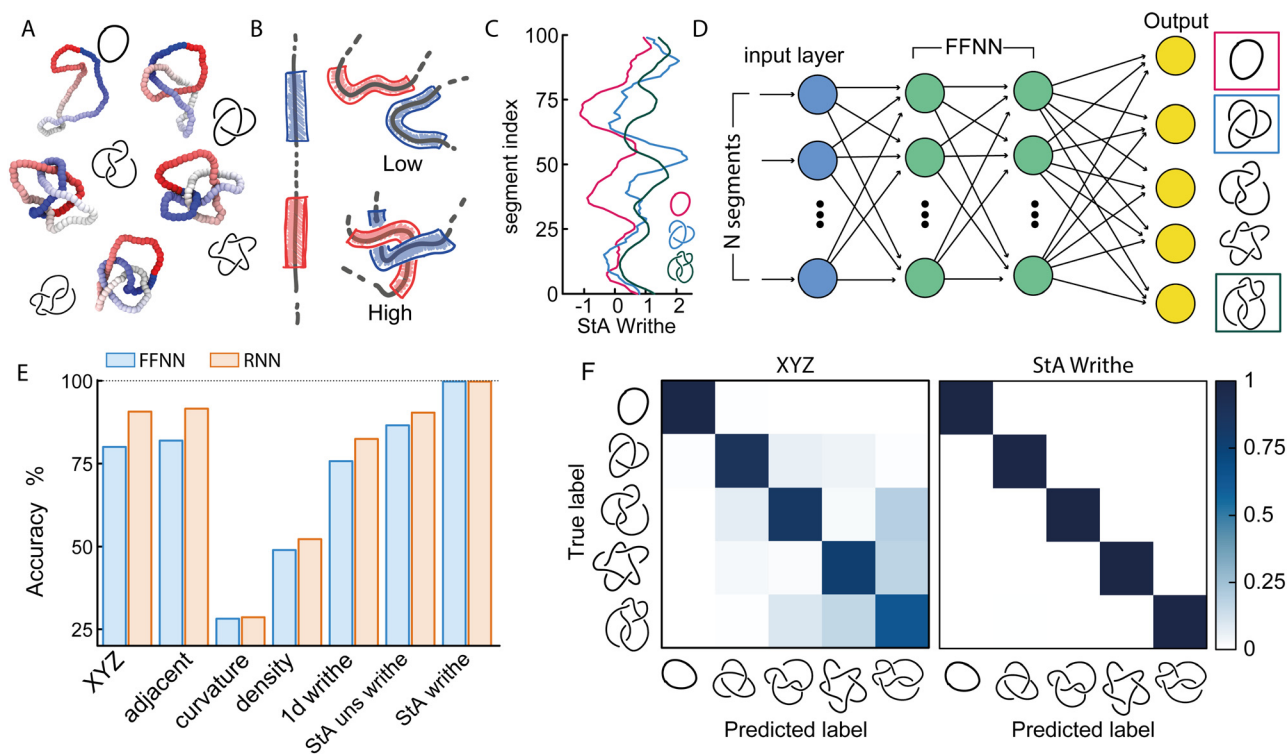 A
B
Low
High
C
segment index
100
75
50
25
0
-1 0 1 2
StA Writhe
D
input layer
FFNN
Output
N segments
E
FFNN RNN
Accuracy %
100
75
50
25
XYZ
adjacent
curvature
density
1d writhe
StA uns writhe
StA writhe
F
XYZ
StA Writhe
True label
Predicted label
Predicted label
1
0.75
0.5
0.25
0